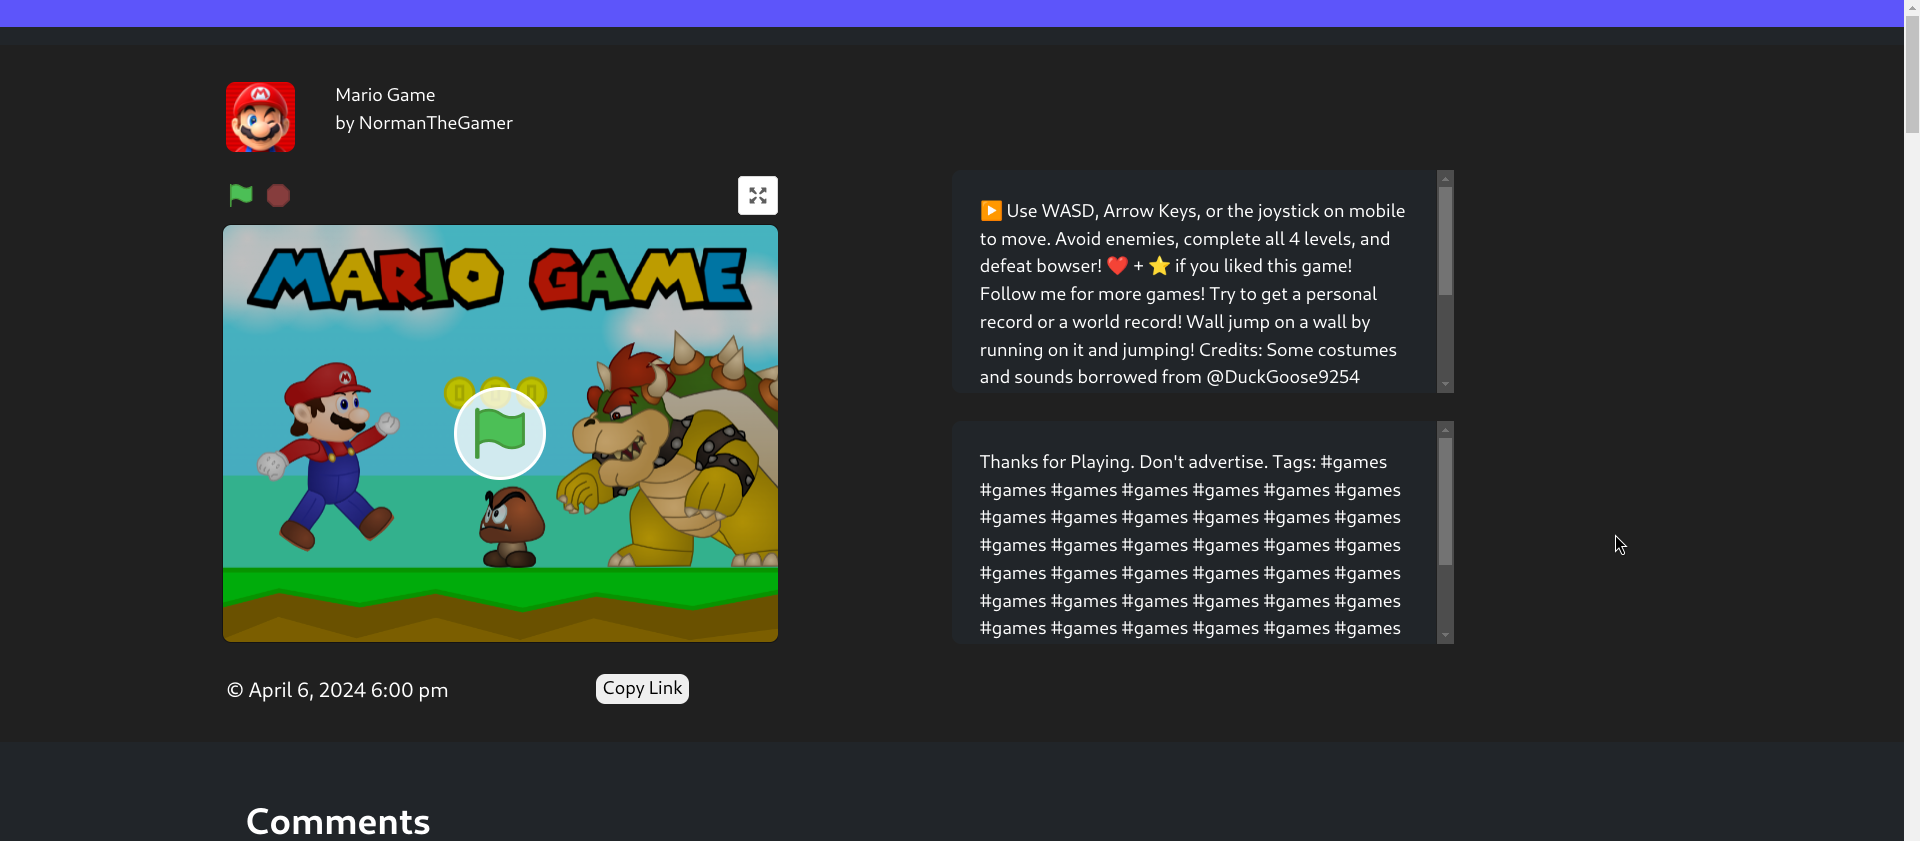 Mario Game
by NormanTheGamer
MARIO GAME
▶️ Use WASD, Arrow Keys, or the joystick on mobile
to move. Avoid enemies, complete all 4 levels, and
defeat bowser! ❤️ + ⭐ if you liked this game!
Follow me for more games! Try to get a personal
record or a world record! Wall jump on a wall by
running on it and jumping! Credits: Some costumes
and sounds borrowed from @DuckGoose9254
Thanks for Playing. Don't advertise. Tags: #games
#games #games #games #games #games #games
#games #games #games #games #games #games
#games #games #games #games #games #games
#games #games #games #games #games #games
#games #games #games #games #games #games
#games #games #games #games #games #games
© April 6, 2024 6:00 pm
Copy Link
Comments